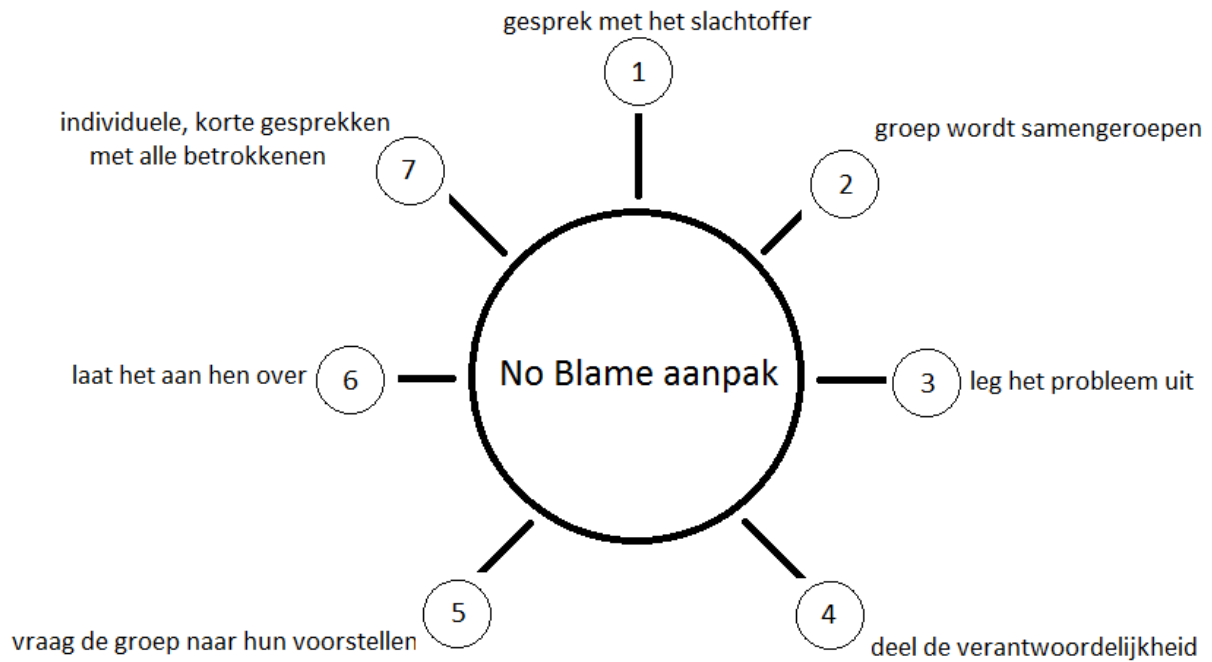 gesprek met het slachtoffer
1
groep wordt samengeroepen
2
leg het probleem uit
3
deel de verantwoordelijkheid
4
vraag de groep naar hun voorstellen
5
laat het aan hen over
6
individuele, korte gesprekken
met alle betrokkenen
7
No Blame aanpak